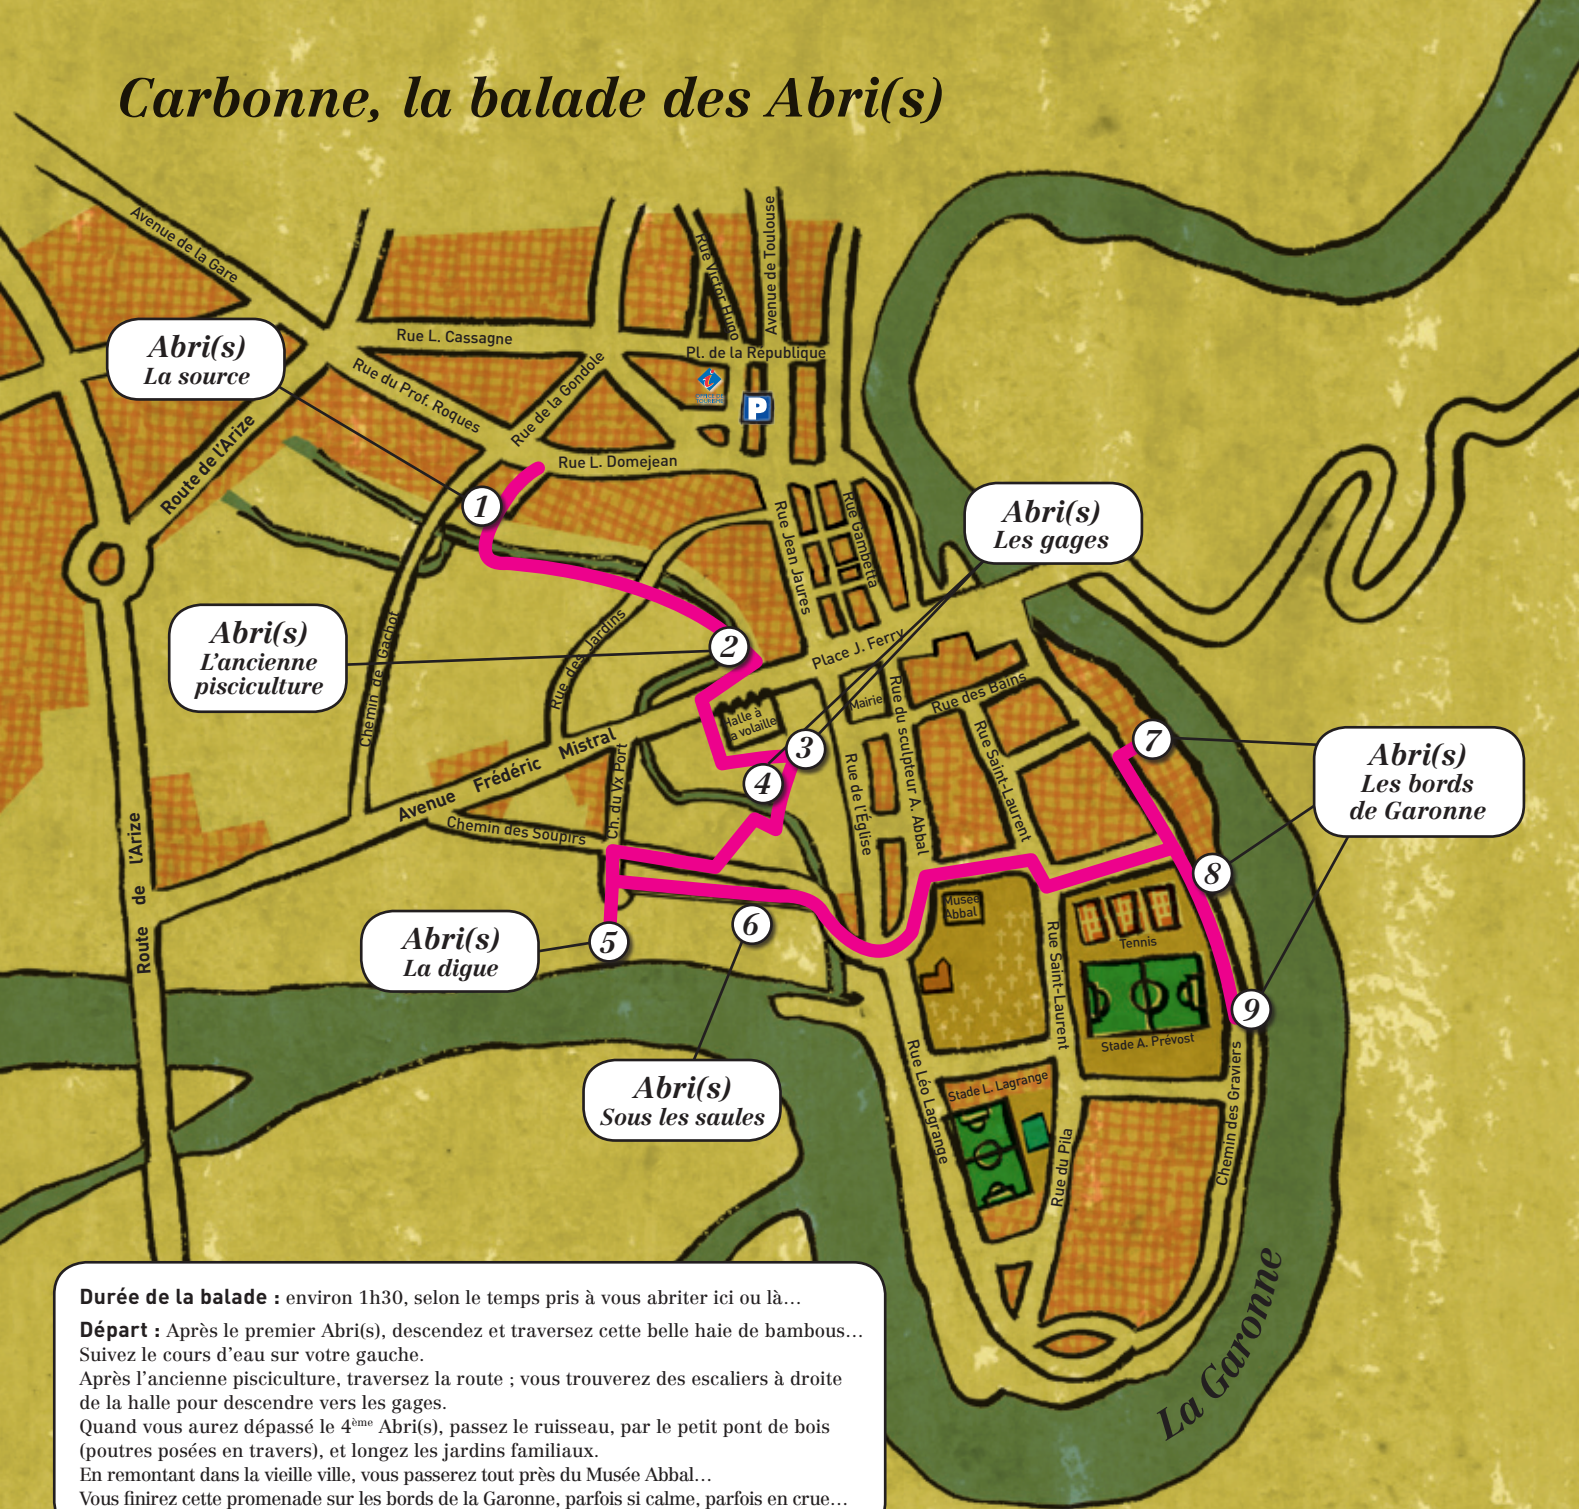 Carbonne, la balade des Abri(s)
Avenue de la Gare
Rue L. Cassagne
Rue Victor Hugo
Avenue de Toulouse
Pl. de la République
Abri(s)
La source
Rue du Prof. Roques
Rue de la Gondole
i
P
Route de l'Arize
Rue L. Domejean
1
Rue Jean Jaures
Rue Gambetta
Abri(s)
Les gages
Abri(s)
L'ancienne
pisciculture
Chemin de Gachot
Rue des Jardins
2
Place J. Ferry
Halle à
la volaille
Mairie
Rue du sculpteur A. Abbal
Rue des Bains
Rue Saint-Laurent
Avenue Frédéric Mistral
Ch. du Vx Port
3
4
7
Abri(s)
Les bords
de Garonne
Chemin des Soupirs
Rue de l'Église
Route de l'Arize
8
Musée
Abbal
Abri(s)
La digue
5
6
Rue Saint-Laurent
Tennis
9
Stade A. Prévost
Abri(s)
Sous les saules
Rue Léo Lagrange
Stade L. Lagrange
Rue du Pila
Chemin des Graviers
La Garonne
Durée de la balade : environ 1h30, selon le temps pris à vous abriter ici ou là…
Départ : Après le premier Abri(s), descendez et traversez cette belle haie de bambous…
Suivez le cours d'eau sur votre gauche.
Après l'ancienne pisciculture, traversez la route ; vous trouverez des escaliers à droite
de la halle pour descendre vers les gages.
Quand vous aurez dépassé le 4ème Abri(s), passez le ruisseau, par le petit pont de bois
(poutres posées en travers), et longez les jardins familiaux.
En remontant dans la vieille ville, vous passerez tout près du Musée Abbal…
Vous finirez cette promenade sur les bords de la Garonne, parfois si calme, parfois en crue…